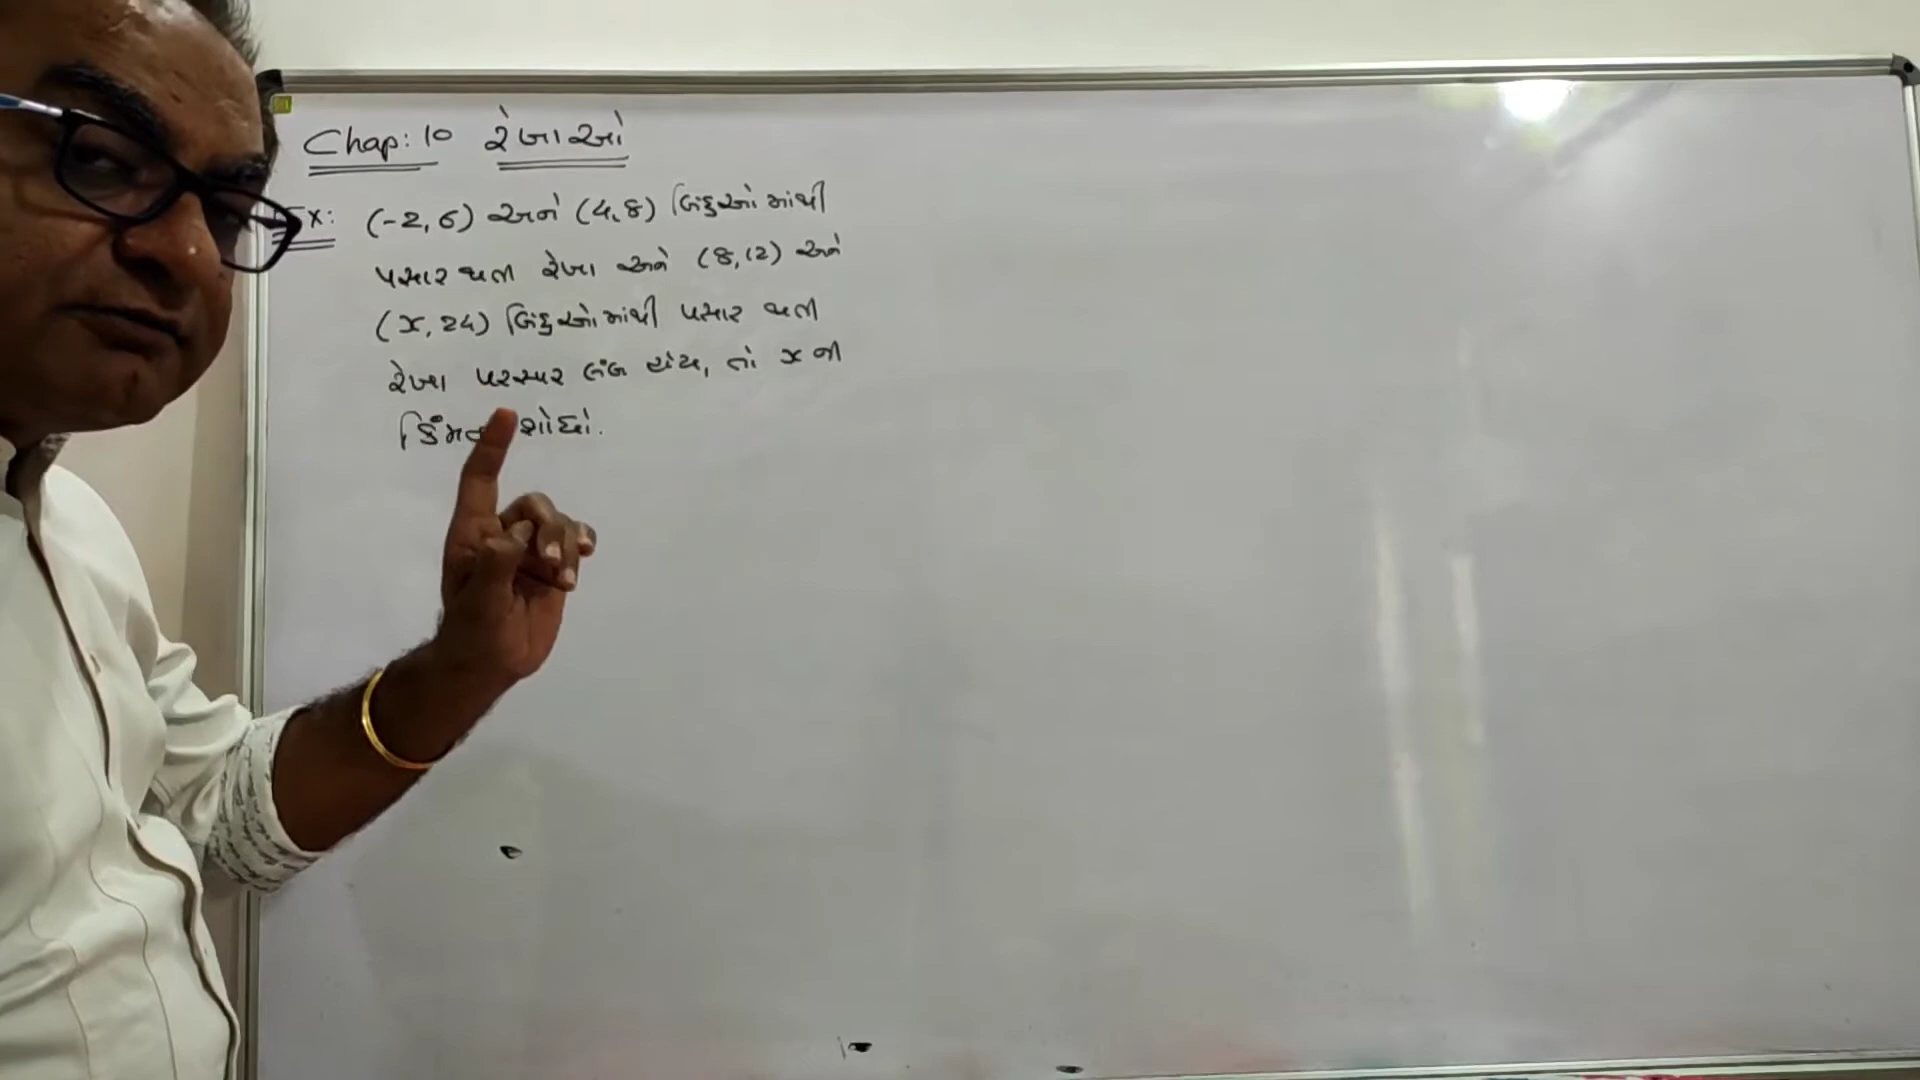 Chap: 10 રેખાઓ
Ex: (-2, 6) અને (4, 8) બિંદુઓમાંથી
પસાર થતી રેખા અને (8, 12) અને
(x, 24) બિંદુઓમાંથી પસાર થતી
રેખા પરસ્પર લંબ હોય, તો x ની
શોધો.